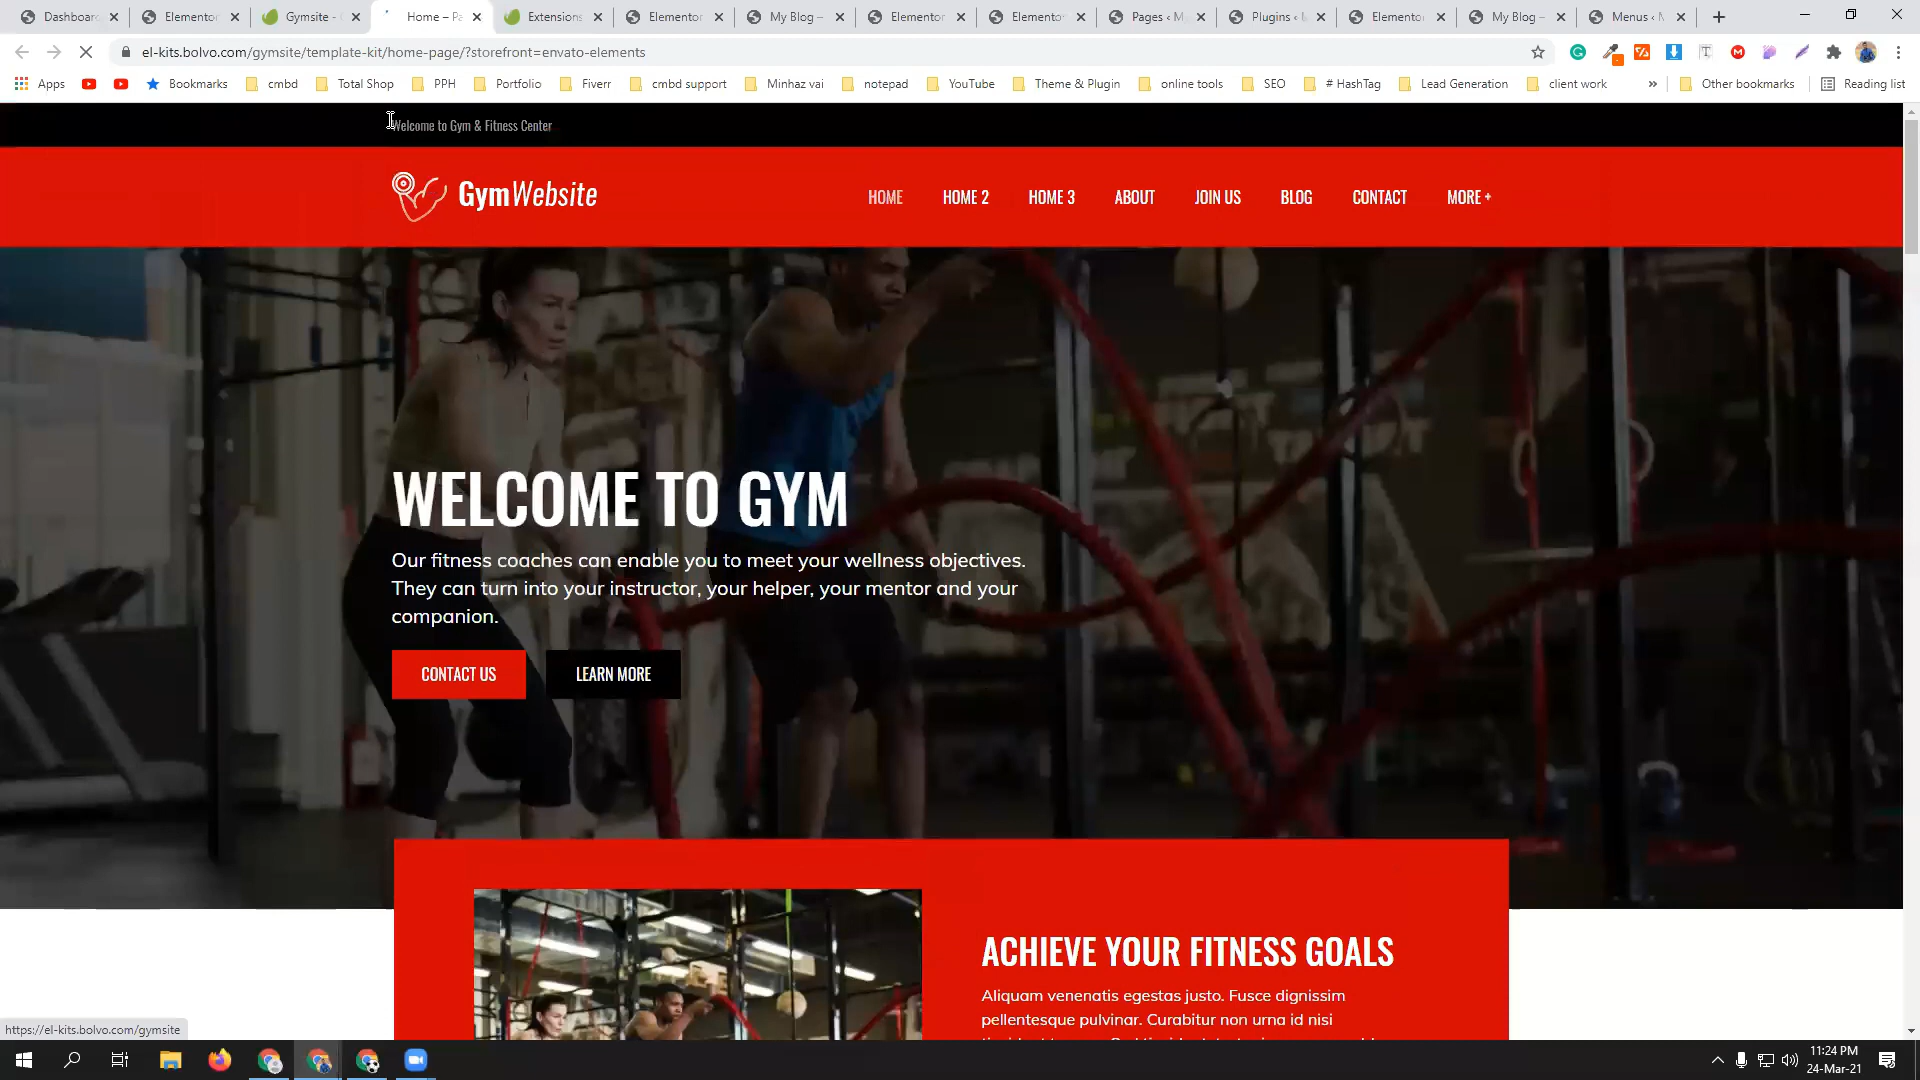 Dashboard
Elementor
Gymsite -
Home – Pa
Extensions
Elementor
My Blog –
Elementor
Elementor
Pages ‹ M
Plugins ‹
Elementor
My Blog –
Menus ‹ M
el-kits.bolvo.com/gymsite/template-kit/home-page/?storefront=envato-elements
Apps
Bookmarks
cmbd
Total Shop
PPH
Portfolio
Fiverr
cmbd support
Minhaz vai
notepad
YouTube
Theme & Plugin
online tools
SEO
# HashTag
Lead Generation
client work
»
Other bookmarks
Reading list
Welcome to Gym & Fitness Center
GymWebsite
HOME
HOME 2
HOME 3
ABOUT
JOIN US
BLOG
CONTACT
MORE +
WELCOME TO GYM
Our fitness coaches can enable you to meet your wellness objectives.
They can turn into your instructor, your helper, your mentor and your
companion.
CONTACT US
LEARN MORE
ACHIEVE YOUR FITNESS GOALS
Aliquam venenatis egestas justo. Fusce dignissim
pellentesque pulvinar. Curabitur non urna id nisi
https://el-kits.bolvo.com/gymsite
11:24 PM
24-Mar-21